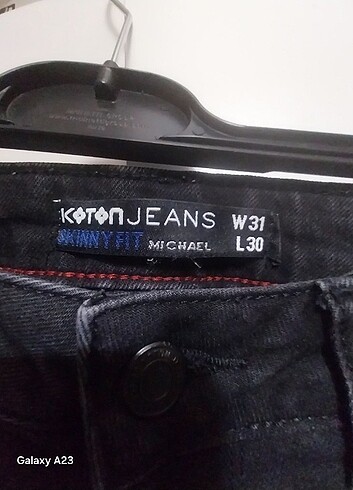 KOTON JEANS W31
SKINNY FIT MICHAEL L30
Galaxy A23